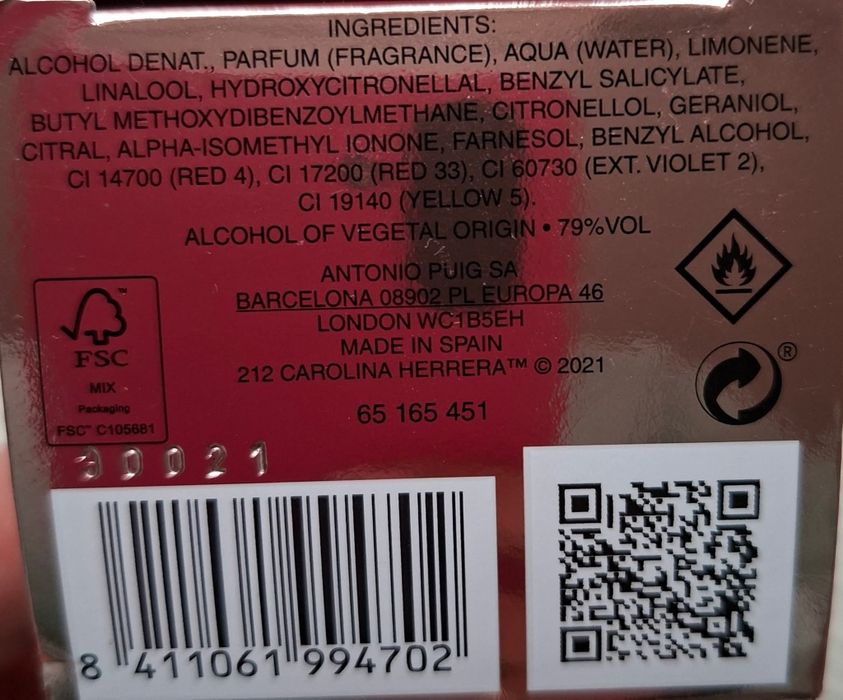 INGREDIENTS:
ALCOHOL DENAT., PARFUM (FRAGRANCE), AQUA (WATER), LIMONENE,
LINALOOL, HYDROXYCITRONELLAL, BENZYL SALICYLATE,
BUTYL METHOXYDIBENZOYLMETHANE, CITRONELLOL, GERANIOL,
CITRAL, ALPHA-ISOMETHYL IONONE, FARNESOL, BENZYL ALCOHOL,
CI 14700 (RED 4), CI 17200 (RED 33), CI 60730 (EXT. VIOLET 2),
CI 19140 (YELLOW 5).
ALCOHOL OF VEGETAL ORIGIN • 79%VOL
ANTONIO PUIG SA
BARCELONA 08902 PL EUROPA 46
LONDON WC1B5EH
MADE IN SPAIN
212 CAROLINA HERRERA™ © 2021
65 165 451
™
FSC
MIX
Packaging
FSC™ C105681
®
0021
8 411061 994702